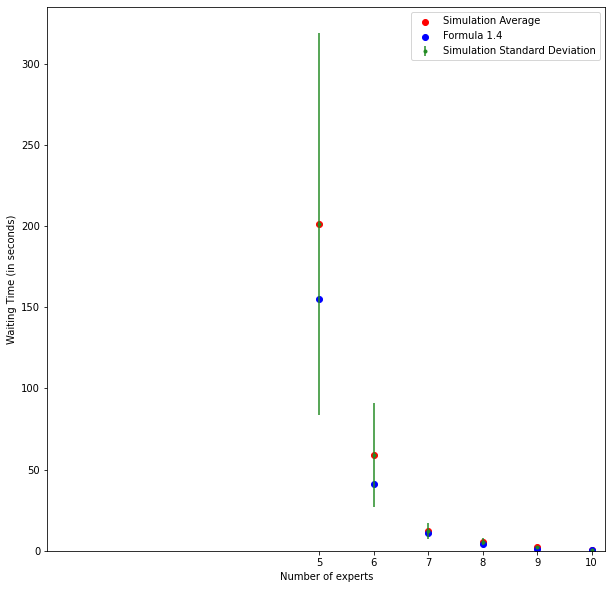 Simulation Average
Formula 1.4
Simulation Standard Deviation
Waiting Time (in seconds)
300
250
200
150
100
50
0
5 6 7 8 9 10
Number of experts